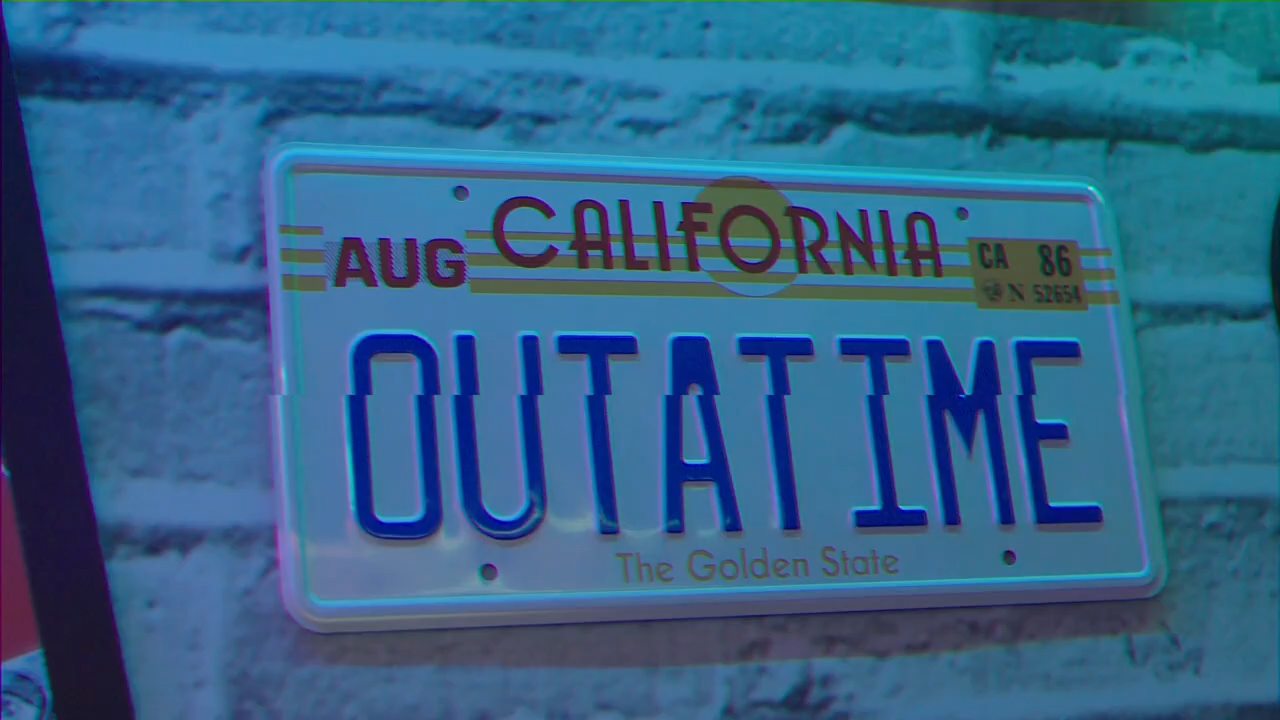 CALIFORNIA
AUG
CA 86
N 52654
OUTATIME
The Golden State